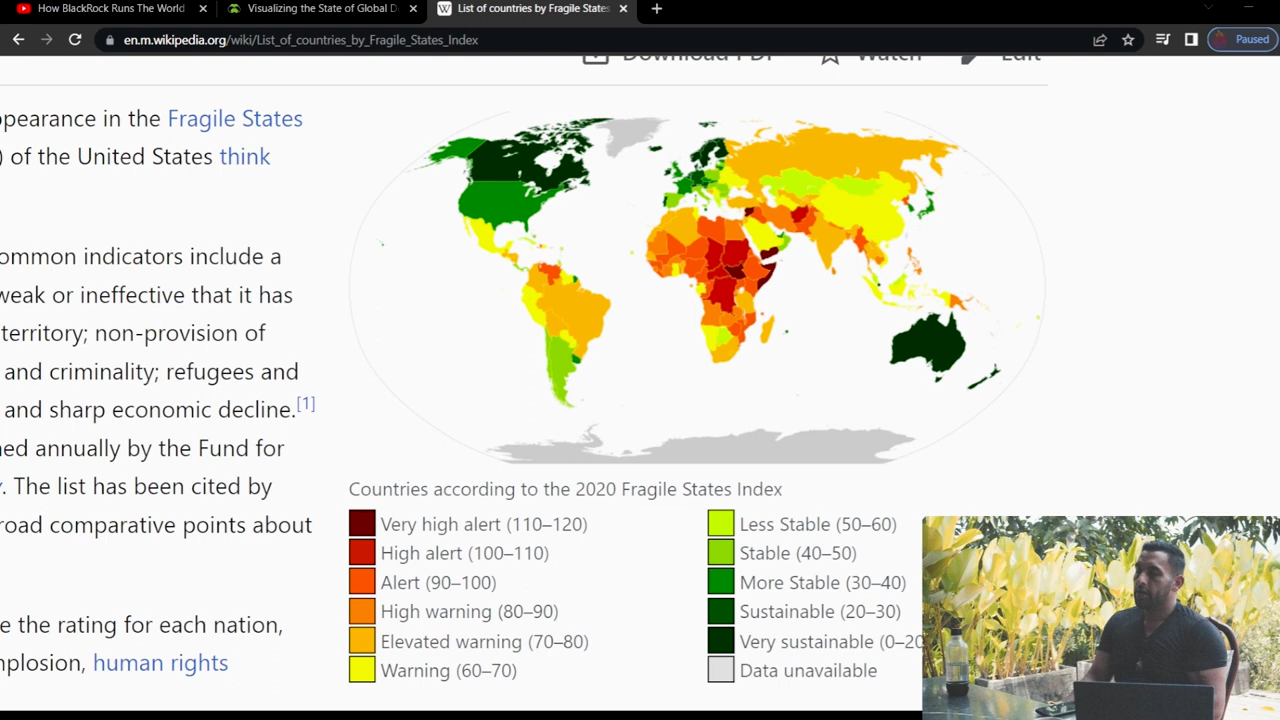 How BlackRock Runs The World
Visualizing the State of Global D
List of countries by Fragile States
en.m.wikipedia.org/wiki/List_of_countries_by_Fragile_States_Index
Paused
Download PDF
Watch
Edit
ppearance in the Fragile States
) of the United States think
ommon indicators include a
weak or ineffective that it has
territory; non-provision of
and criminality; refugees and
and sharp economic decline.[1]
ned annually by the Fund for
. The list has been cited by
road comparative points about
e the rating for each nation,
mplosion, human rights
Countries according to the 2020 Fragile States Index
Very high alert (110–120)
High alert (100–110)
Alert (90–100)
High warning (80–90)
Elevated warning (70–80)
Warning (60–70)
Less Stable (50–60)
Stable (40–50)
More Stable (30–40)
Sustainable (20–30)
Very sustainable (0–20
Data unavailable